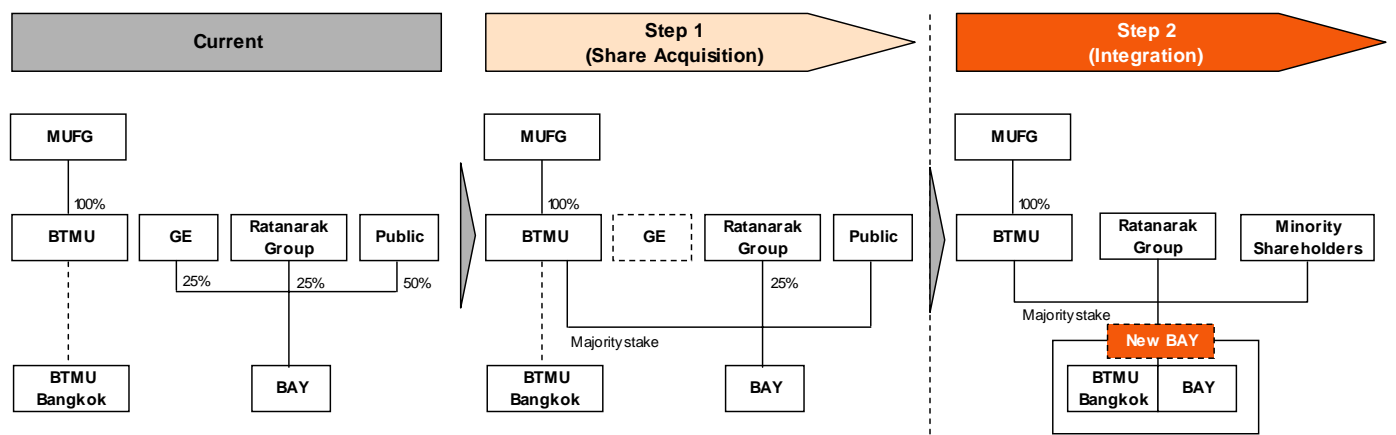 Current
Step 1
(Share Acquisition)
Step 2
(Integration)
MUFG
100%
BTMU
GE
Ratanarak
Group
Public
25%
25%
50%
BTMU
Bangkok
BAY
MUFG
100%
BTMU
GE
Ratanarak
Group
Public
25%
Majority stake
BTMU
Bangkok
BAY
MUFG
100%
BTMU
Ratanarak
Group
Minority
Shareholders
Majority stake
New BAY
BTMU
Bangkok
BAY